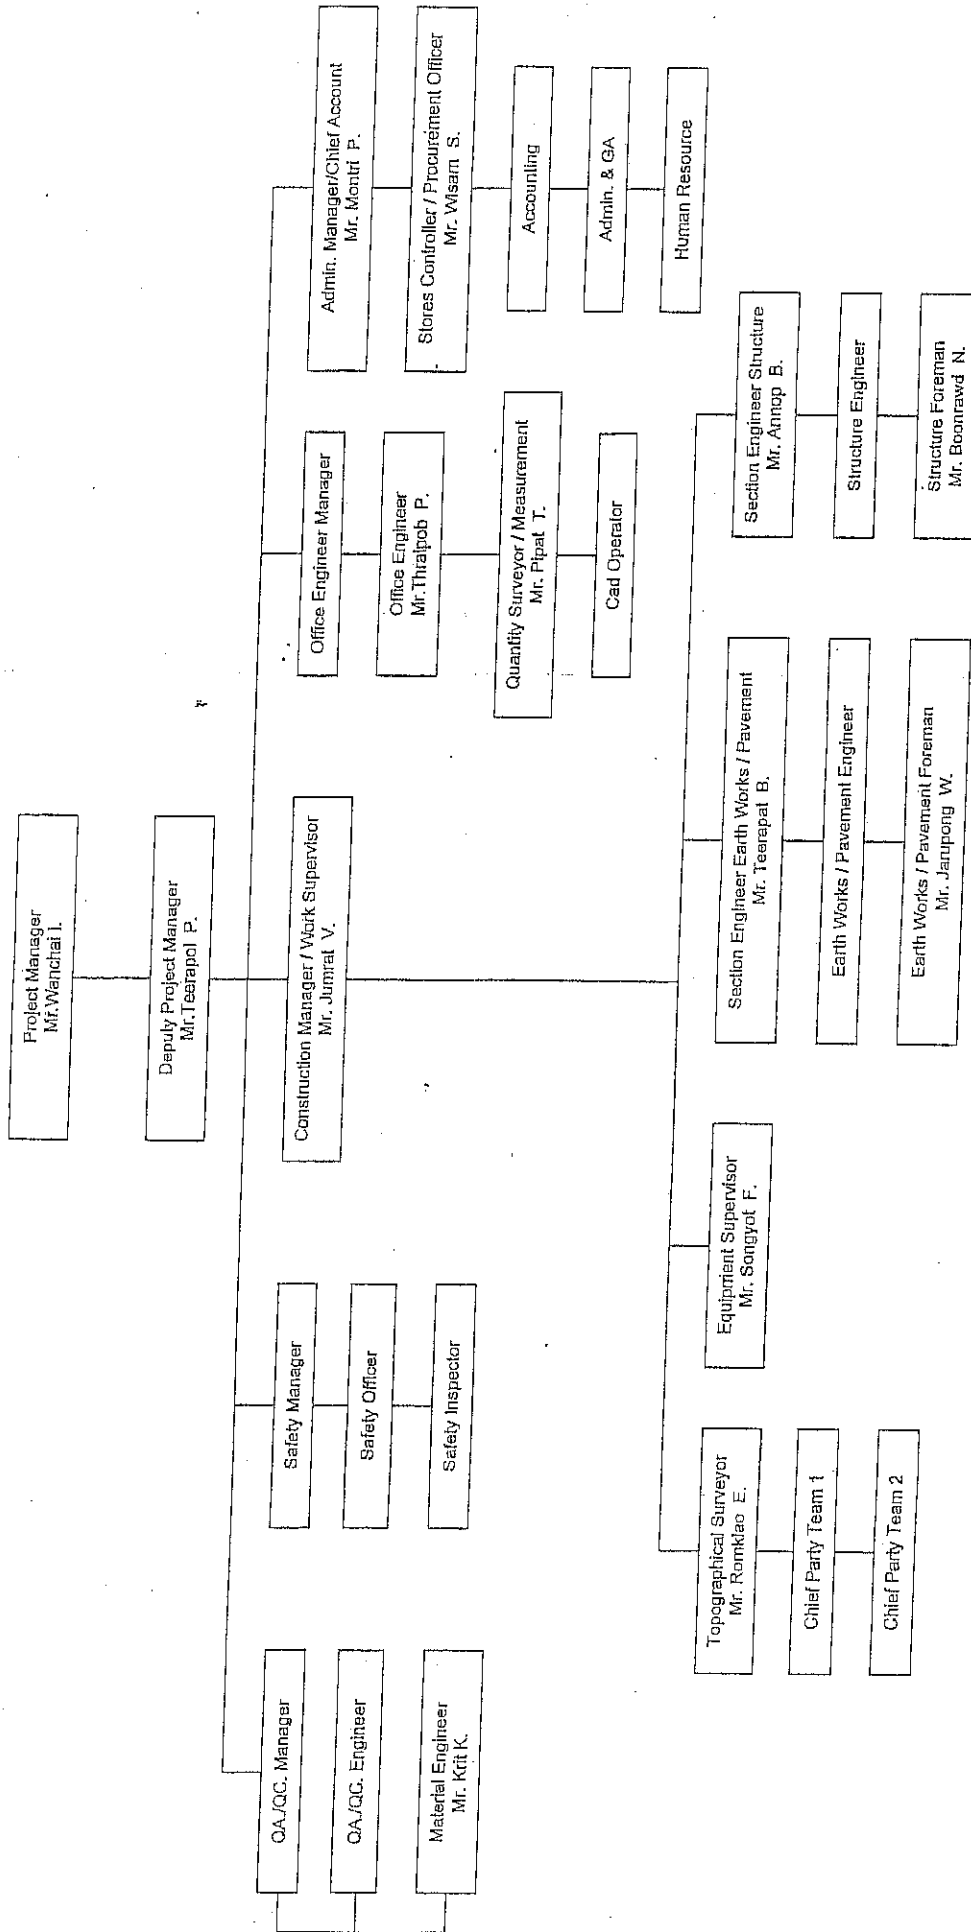 Project Manager
Mr.Wanchai I.
Deputy Project Manager
Mr.Teerapol P.
QA./QC. Manager
QA./QC. Engineer
Material Engineer
Mr. Krit K.
Safety Manager
Safety Officer
Safety Inspector
Construction Manager / Work Supervisor
Mr. Jumrat V.
Office Engineer Manager
Office Engineer
Mr.Thraipob P.
Quantity Surveyor / Measurement
Mr. Pipat T.
Cad Operator
Admin. Manager/Chief Account
Mr. Montri P.
Stores Controller / Procurement Officer
Mr. Wisarn S.
Accounting
Admin. & GA
Human Resource
Topographical Surveyor
Mr. Romklao E.
Chief Party Team 1
Chief Party Team 2
Equipment Supervisor
Mr. Songyot F.
Section Engineer Earth Works / Pavement
Mr. Teerapat B.
Earth Works / Pavement Engineer
Earth Works / Pavement Foreman
Mr. Jarupong W.
Section Engineer Structure
Mr. Annop B.
Structure Engineer
Structure Foreman
Mr. Boonrawd N.